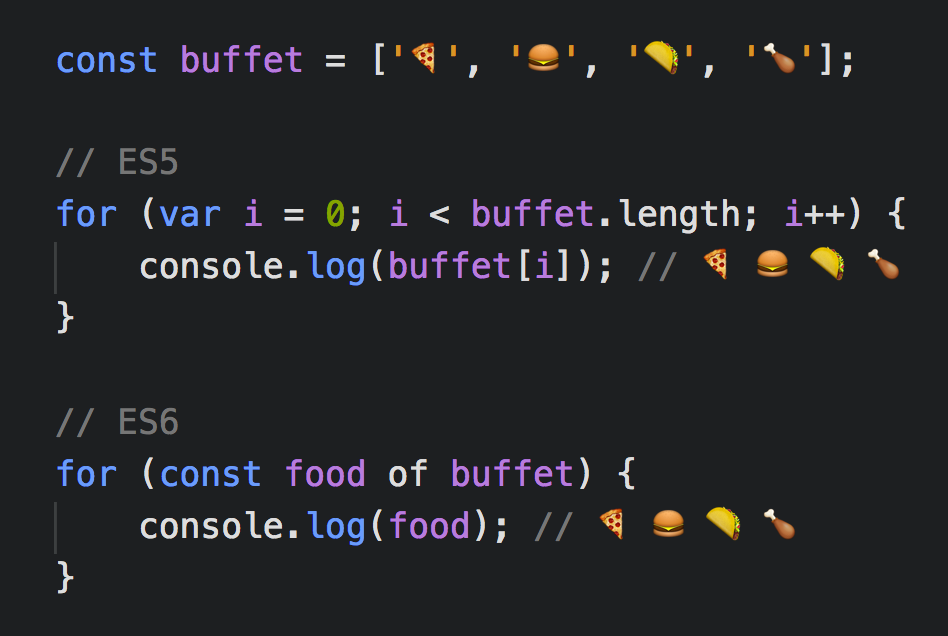 const buffet = ['🍕', '🍔', '🌮', '🍗'];
// ES5
for (var i = 0; i < buffet.length; i++) {
    console.log(buffet[i]); // 🍕 🍔 🌮 🍗
}
// ES6
for (const food of buffet) {
    console.log(food); // 🍕 🍔 🌮 🍗
}